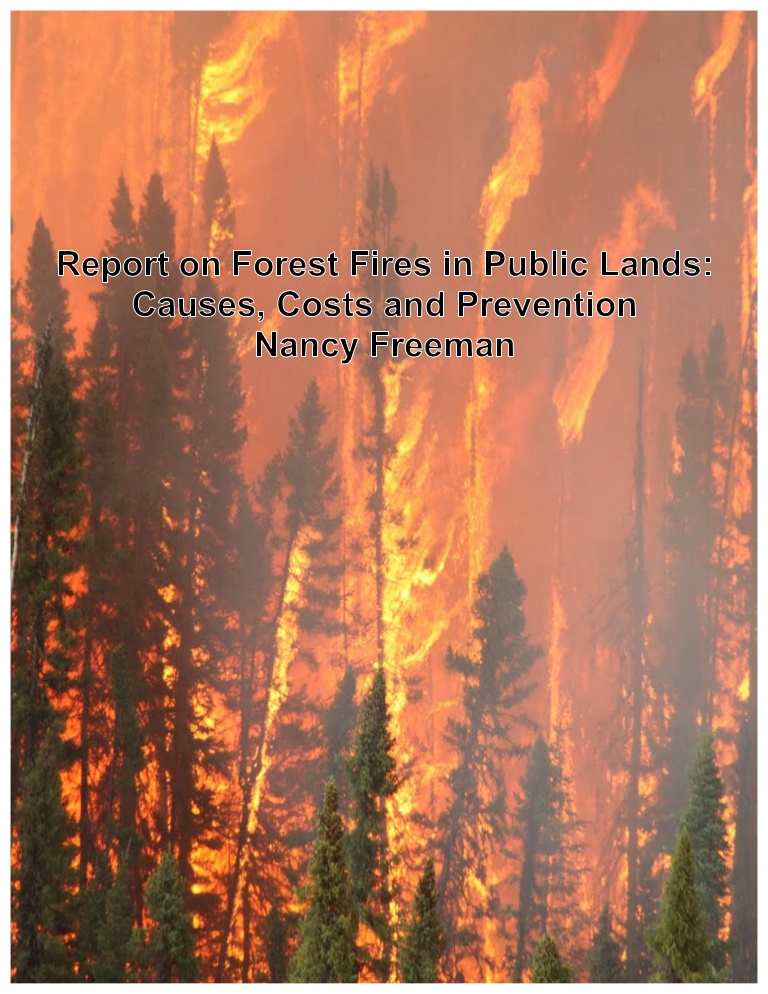 Report on Forest Fires in Public Lands:
Causes, Costs and Prevention
Nancy Freeman